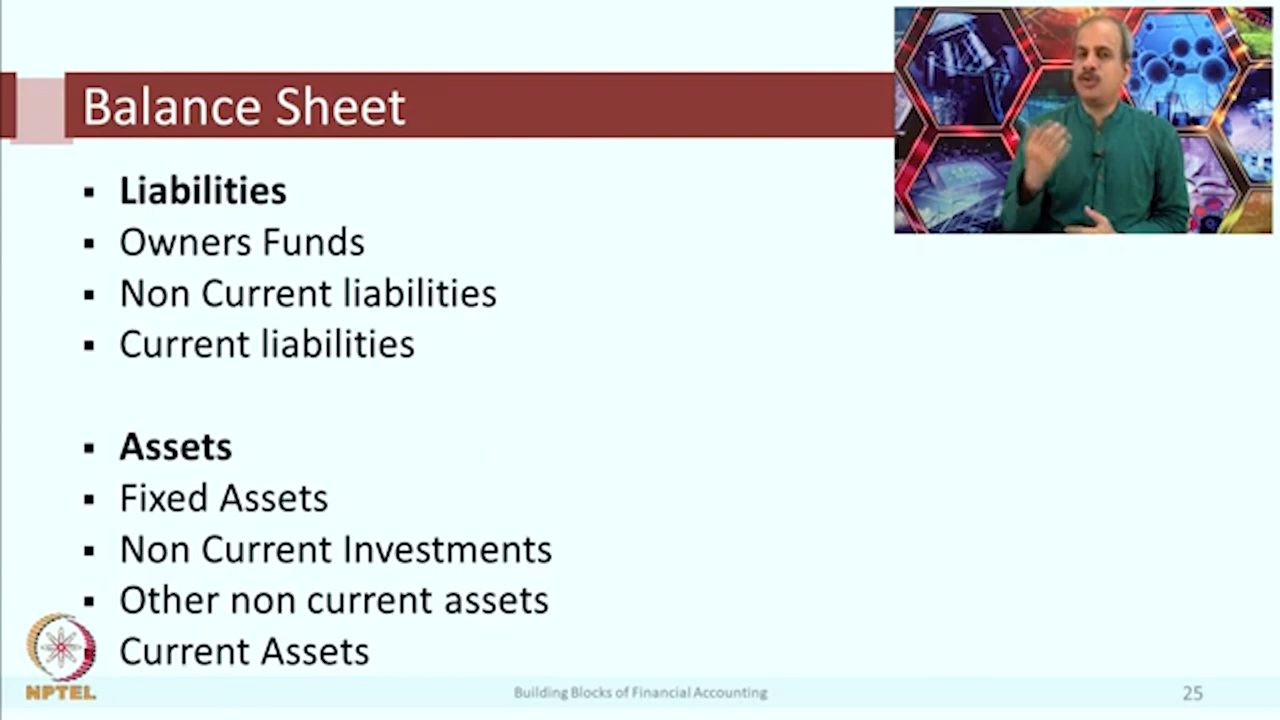 Balance Sheet
▪ Liabilities
▪ Owners Funds
▪ Non Current liabilities
▪ Current liabilities
▪ Assets
▪ Fixed Assets
▪ Non Current Investments
▪ Other non current assets
▪ Current Assets
NPTEL
Building Blocks of Financial Accounting
25